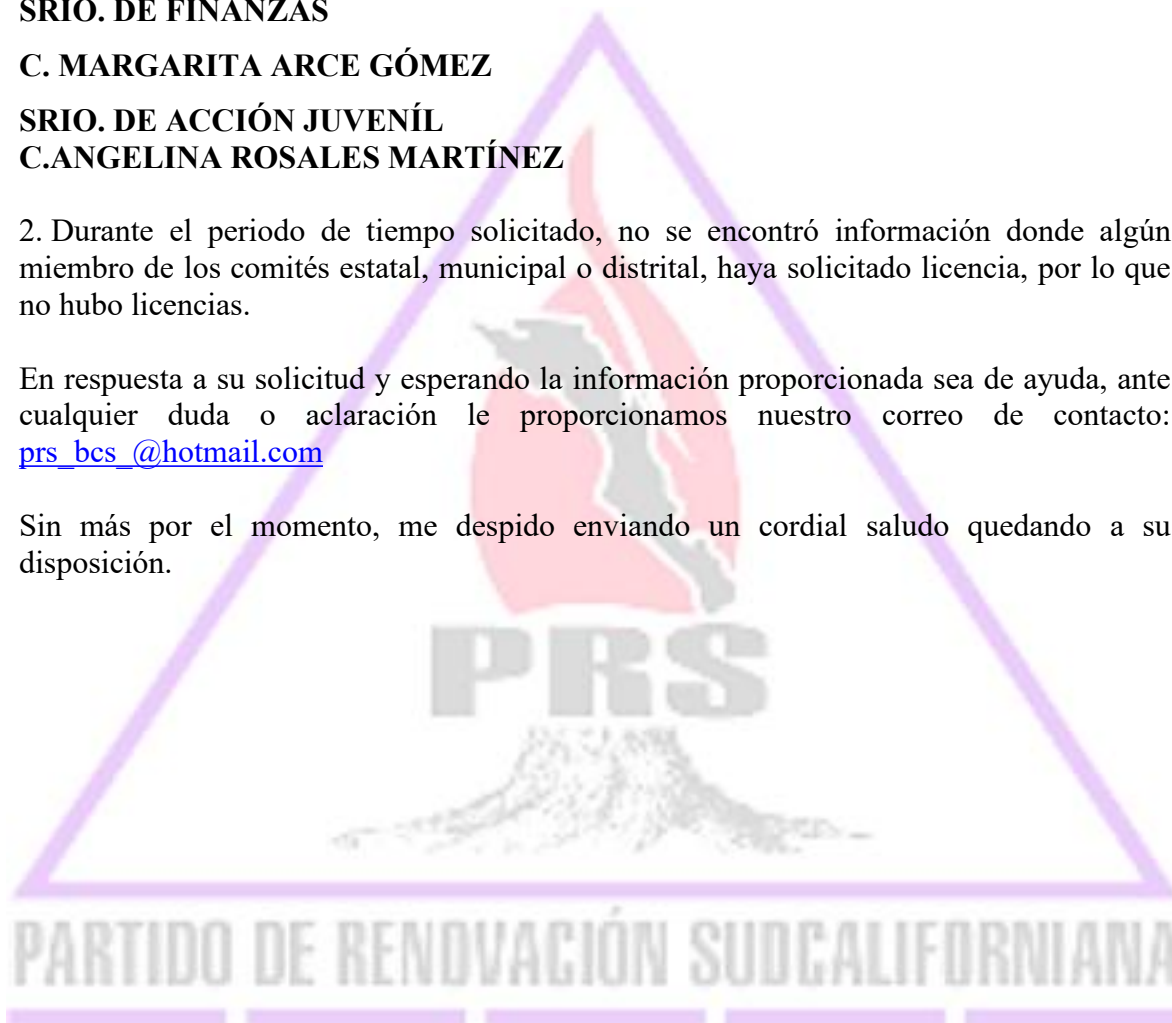 SRIO. DE FINANZAS
C. MARGARITA ARCE GÓMEZ
SRIO. DE ACCIÓN JUVENÍL
C.ANGELINA ROSALES MARTÍNEZ
2. Durante el periodo de tiempo solicitado, no se encontró información donde algún
miembro de los comités estatal, municipal o distrital, haya solicitado licencia, por lo que
no hubo licencias.
En respuesta a su solicitud y esperando la información proporcionada sea de ayuda, ante
cualquier duda o aclaración le proporcionamos nuestro correo de contacto:
prs_bcs_@hotmail.com
Sin más por el momento, me despido enviando un cordial saludo quedando a su
disposición.
PRS
PARTIDO DE RENOVACIÓN SUDCALIFORNIANA